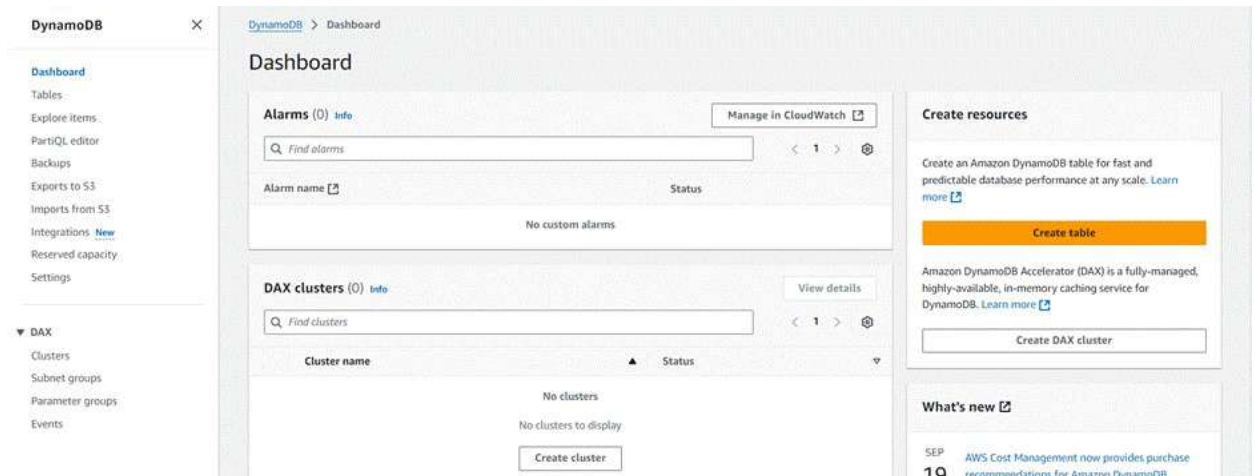 DynamoDB
Dashboard
Tables
Explore items
PartiQL editor
Backups
Exports to S3
Imports from S3
Integrations New
Reserved capacity
Settings
DAX
Clusters
Subnet groups
Parameter groups
Events
DynamoDB > Dashboard
Dashboard
Alarms (0) Info
Manage in CloudWatch
Find alarms
1
Alarm name
Status
No custom alarms
DAX clusters (0) Info
View details
Find clusters
1
Cluster name
Status
No clusters
No clusters to display
Create cluster
Create resources
Create an Amazon DynamoDB table for fast and
predictable database performance at any scale. Learn
more
Create table
Amazon DynamoDB Accelerator (DAX) is a fully-managed,
highly-available, in-memory caching service for
DynamoDB. Learn more
Create DAX cluster
What's new
SEP
19
AWS Cost Management now provides purchase
recommendations for Amazon DynamoDB